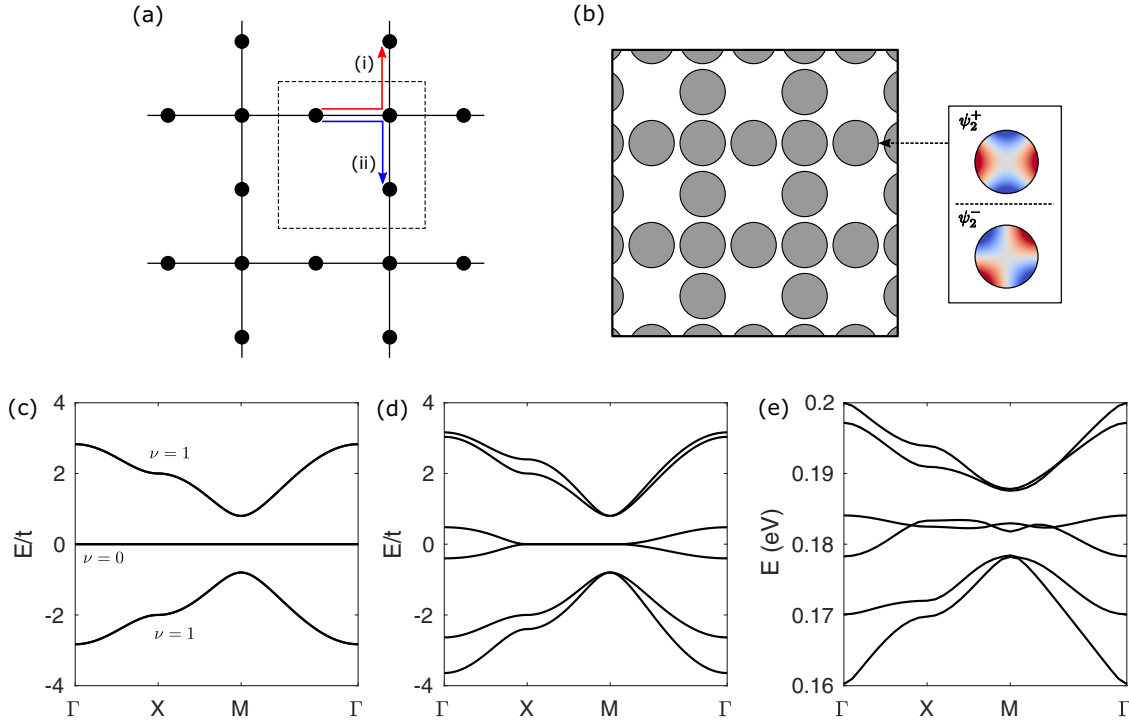 (a)
(i)
(ii)
(b)
ψ₂⁺
ψ₂⁻
(c)
4
2
0
-2
-4
E/t
ν = 1
ν = 0
ν = 1
Γ
X
M
Γ
(d)
4
2
0
-2
-4
E/t
Γ
X
M
Γ
(e)
0.2
0.19
0.18
0.17
0.16
E (eV)
Γ
X
M
Γ